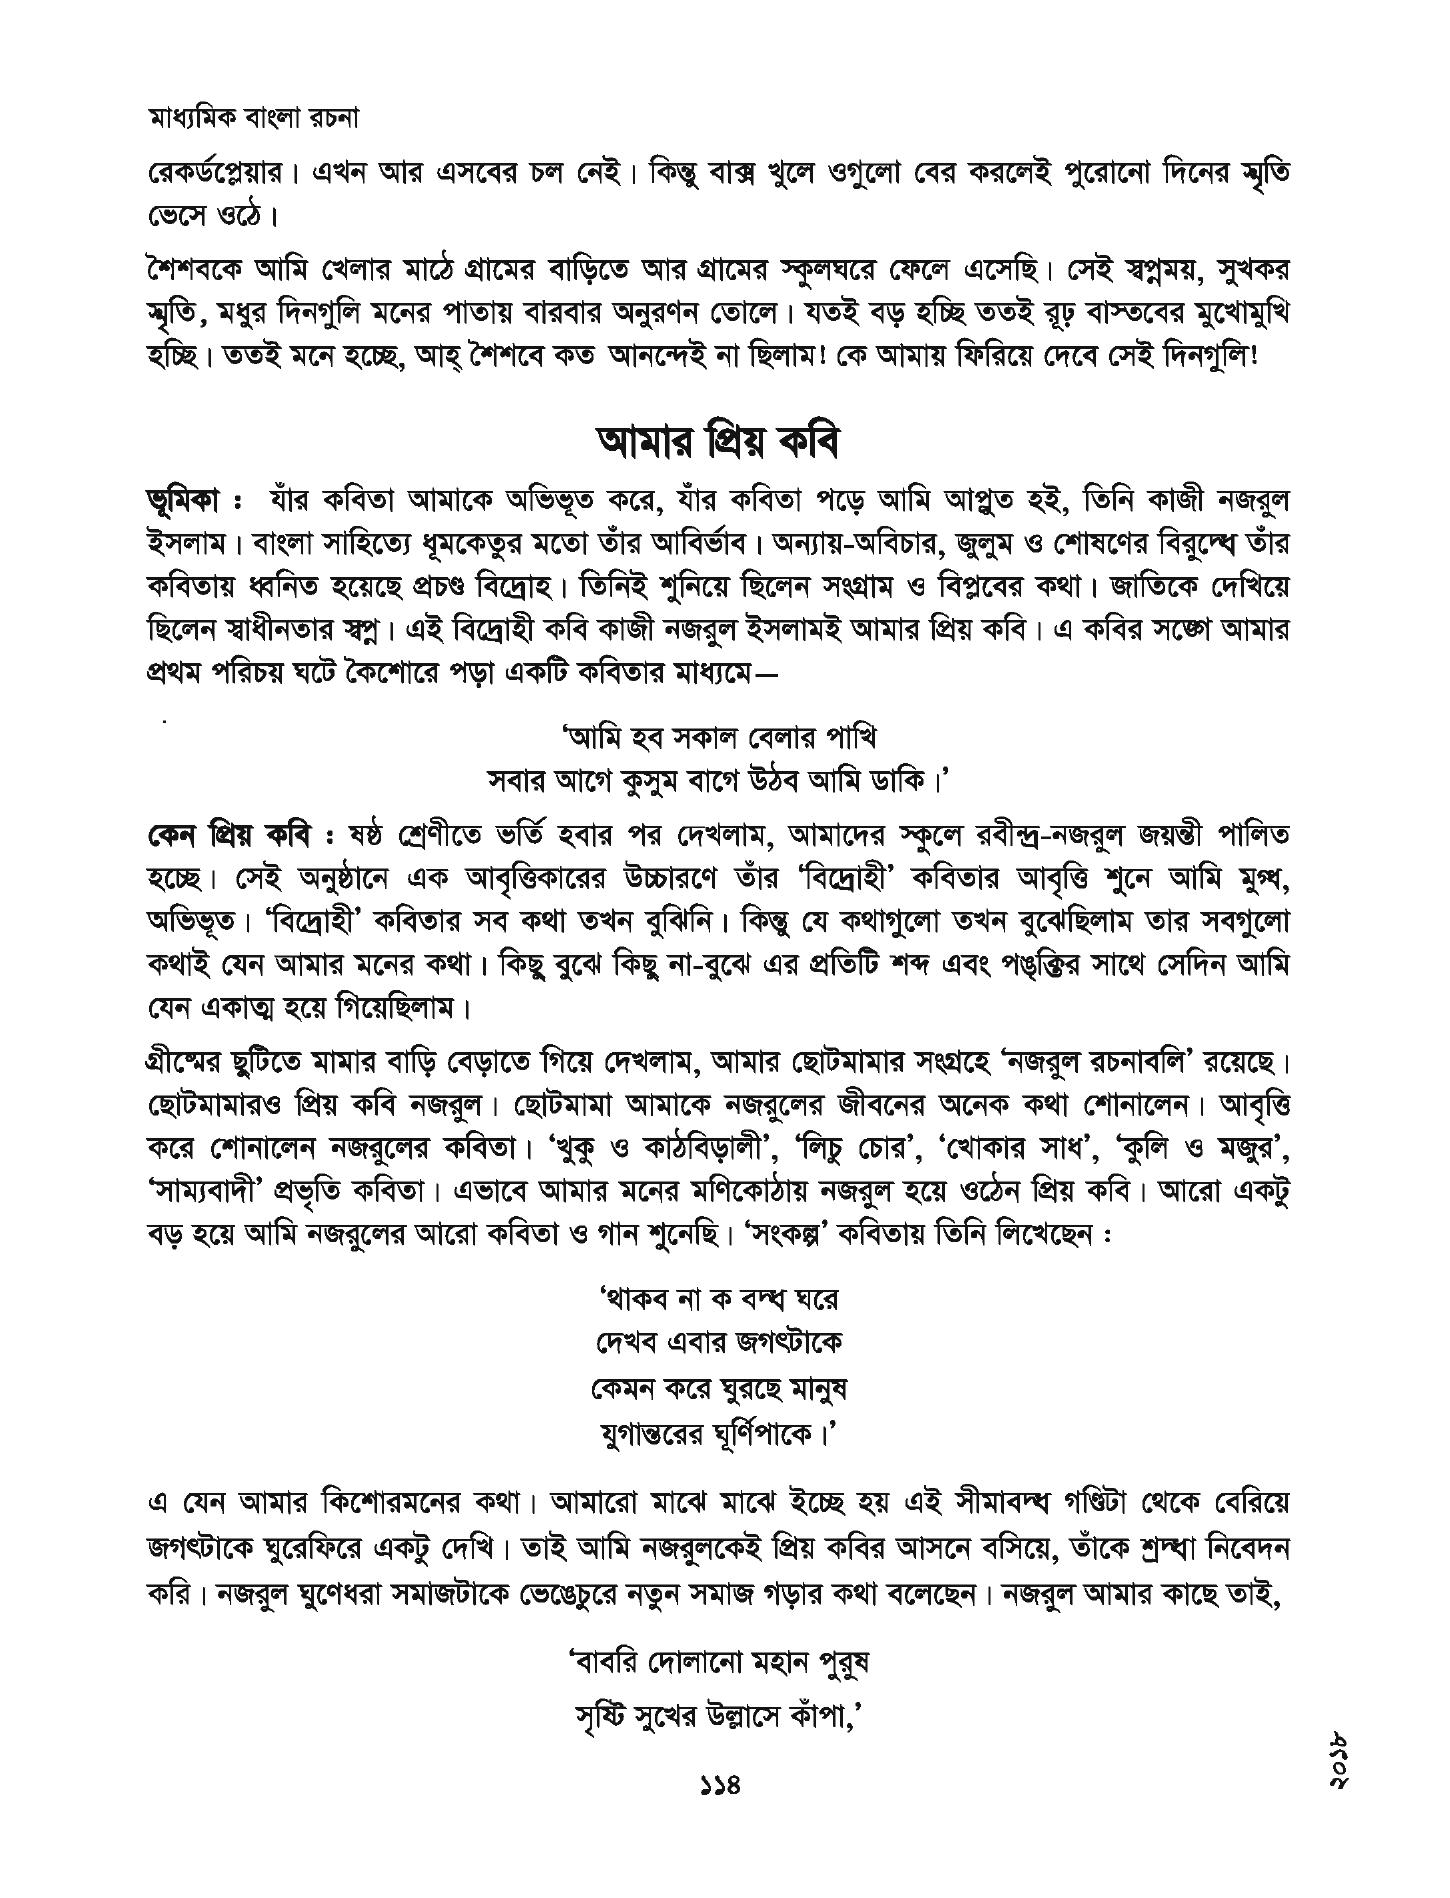 মাধ্যমিক বাংলা রচনা
রেকর্ডপ্লেয়ার। এখন আর এসবের চল নেই। কিন্তু বাক্স খুলে ওগুলো বের করলেই পুরোনো দিনের স্মৃতি
ভেসে ওঠে।
শৈশবকে আমি খেলার মাঠে গ্রামের বাড়িতে আর গ্রামের স্কুলঘরে ফেলে এসেছি। সেই স্বপ্নময়, সুখকর
স্মৃতি, মধুর দিনগুলি মনের পাতায় বারবার অনুরণন তোলে। যতই বড় হচ্ছি ততই রূঢ় বাস্তবের মুখোমুখি
হচ্ছি। ততই মনে হচ্ছে, আহ্ শৈশবে কত আনন্দেই না ছিলাম! কে আমায় ফিরিয়ে দেবে সেই দিনগুলি!
আমার প্রিয় কবি
ভূমিকা : যাঁর কবিতা আমাকে অভিভূত করে, যাঁর কবিতা পড়ে আমি আপ্লুত হই, তিনি কাজী নজরুল
ইসলাম। বাংলা সাহিত্যে ধূমকেতুর মতো তাঁর আবির্ভাব। অন্যায়-অবিচার, জুলুম ও শোষণের বিরুদ্ধে তাঁর
কবিতায় ধ্বনিত হয়েছে প্রচণ্ড বিদ্রোহ। তিনিই শুনিয়ে ছিলেন সংগ্রাম ও বিপ্লবের কথা। জাতিকে দেখিয়ে
ছিলেন স্বাধীনতার স্বপ্ন। এই বিদ্রোহী কবি কাজী নজরুল ইসলামই আমার প্রিয় কবি। এ কবির সঙ্গে আমার
প্রথম পরিচয় ঘটে কৈশোরে পড়া একটি কবিতার মাধ্যমে—
‘আমি হব সকাল বেলার পাখি
সবার আগে কুসুম বাগে উঠব আমি ডাকি।’
কেন প্রিয় কবি : ষষ্ঠ শ্রেণীতে ভর্তি হবার পর দেখলাম, আমাদের স্কুলে রবীন্দ্র-নজরুল জয়ন্তী পালিত
হচ্ছে। সেই অনুষ্ঠানে এক আবৃত্তিকারের উচ্চারণে তাঁর ‘বিদ্রোহী’ কবিতার আবৃত্তি শুনে আমি মুগ্ধ,
অভিভূত। ‘বিদ্রোহী’ কবিতার সব কথা তখন বুঝিনি। কিন্তু যে কথাগুলো তখন বুঝেছিলাম তার সবগুলো
কথাই যেন আমার মনের কথা। কিছু বুঝে কিছু না-বুঝে এর প্রতিটি শব্দ এবং পঙ্‌ক্তির সাথে সেদিন আমি
যেন একাত্ম হয়ে গিয়েছিলাম।
গ্রীষ্মের ছুটিতে মামার বাড়ি বেড়াতে গিয়ে দেখলাম, আমার ছোটমামার সংগ্রহে ‘নজরুল রচনাবলি’ রয়েছে।
ছোটমামারও প্রিয় কবি নজরুল। ছোটমামা আমাকে নজরুলের জীবনের অনেক কথা শোনালেন। আবৃত্তি
করে শোনালেন নজরুলের কবিতা। ‘খুকু ও কাঠবিড়ালী’, ‘লিচু চোর’, ‘খোকার সাধ’, ‘কুলি ও মজুর’,
‘সাম্যবাদী’ প্রভৃতি কবিতা। এভাবে আমার মনের মণিকোঠায় নজরুল হয়ে ওঠেন প্রিয় কবি। আরো একটু
বড় হয়ে আমি নজরুলের আরো কবিতা ও গান শুনেছি। ‘সংকল্প’ কবিতায় তিনি লিখেছেন :
‘থাকব না ক বদ্ধ ঘরে
দেখব এবার জগৎটাকে
কেমন করে ঘুরছে মানুষ
যুগান্তরের ঘূর্ণিপাকে।’
এ যেন আমার কিশোরমনের কথা। আমারো মাঝে মাঝে ইচ্ছে হয় এই সীমাবদ্ধ গণ্ডিটা থেকে বেরিয়ে
জগৎটাকে ঘুরেফিরে একটু দেখি। তাই আমি নজরুলকেই প্রিয় কবির আসনে বসিয়ে, তাঁকে শ্রদ্ধা নিবেদন
করি। নজরুল ঘুণেধরা সমাজটাকে ভেঙেচুরে নতুন সমাজ গড়ার কথা বলেছেন। নজরুল আমার কাছে তাই,
‘বাবরি দোলানো মহান পুরুষ
সৃষ্টি সুখের উল্লাসে কাঁপা,’
১১৪
২০১৮